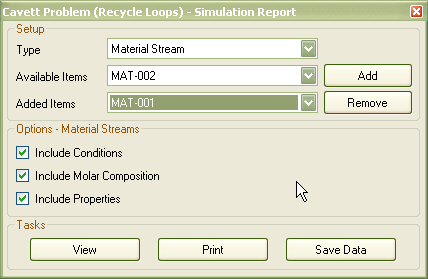 Cavett Problem (Recycle Loops) - Simulation Report
Setup
Type Material Stream
Available Items MAT-002 Add
Added Items MAT-001 Remove
Options - Material Streams
Include Conditions
Include Molar Composition
Include Properties
Tasks
View Print Save Data